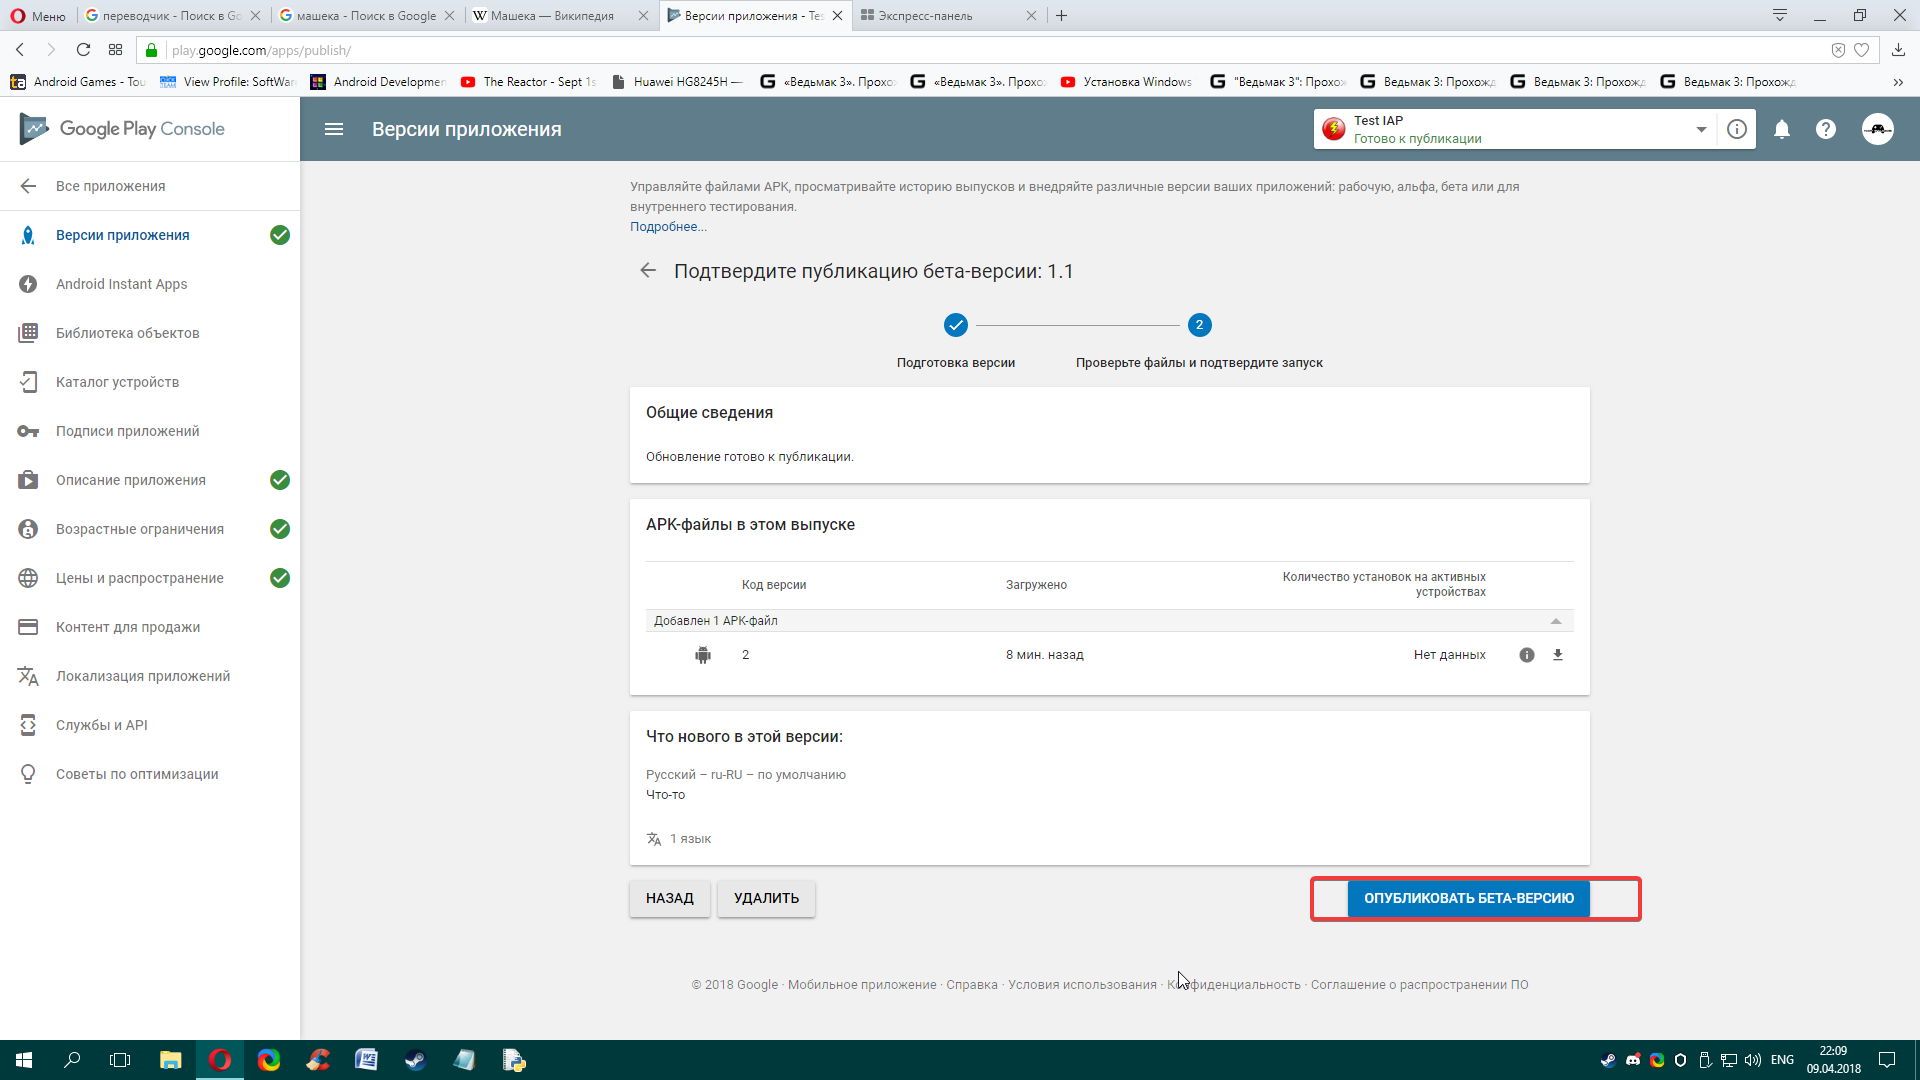 Меню
переводчик - Поиск в Go
машека - Поиск в Google
Машека — Википедия
Версии приложения - Tes
Экспресс-панель
play.google.com/apps/publish/
Android Games - Tou
View Profile: SoftWar
Android Developmen
The Reactor - Sept 1s
Huawei HG8245H —
«Ведьмак 3». Прохо
«Ведьмак 3». Прохо
Установка Windows
"Ведьмак 3": Прохо
Ведьмак 3: Прохожд
Ведьмак 3: Прохожд
Ведьмак 3: Прохожд
Google Play Console
Версии приложения
Test IAP
Готово к публикации
Все приложения
Версии приложения
Android Instant Apps
Библиотека объектов
Каталог устройств
Подписи приложений
Описание приложения
Возрастные ограничения
Цены и распространение
Контент для продажи
Локализация приложений
Службы и API
Советы по оптимизации
Управляйте файлами APK, просматривайте историю выпусков и внедряйте различные версии ваших приложений: рабочую, альфа, бета или для
внутреннего тестирования.
Подробнее...
Подтвердите публикацию бета-версии: 1.1
2
Подготовка версии
Проверьте файлы и подтвердите запуск
Общие сведения
Обновление готово к публикации.
APK-файлы в этом выпуске
Код версии
Загружено
Количество установок на активных
устройствах
Добавлен 1 APK-файл
2
8 мин. назад
Нет данных
Что нового в этой версии:
Русский – ru-RU – по умолчанию
Что-то
1 язык
НАЗАД
УДАЛИТЬ
ОПУБЛИКОВАТЬ БЕТА-ВЕРСИЮ
© 2018 Google · Мобильное приложение · Справка · Условия использования · Конфиденциальность · Соглашение о распространении ПО
ENG
22:09
09.04.2018